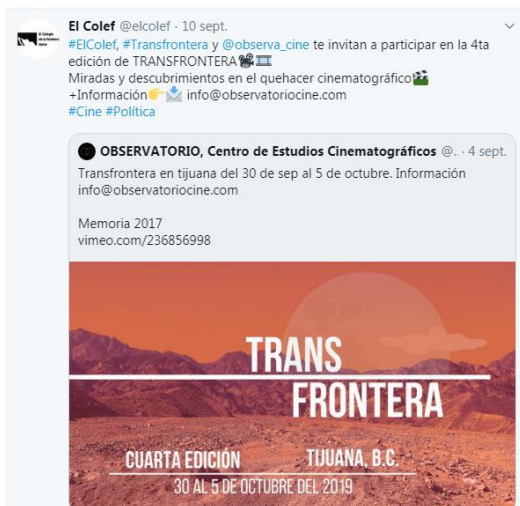 El Colef @elcolef · 10 sept.
#ElColef, #Transfrontera y @observa_cine te invitan a participar en la 4ta
edición de TRANSFRONTERA📽️🎞️
Miradas y descubrimientos en el quehacer cinematográfico🎬
+Información👉📩 info@observatoriocine.com
#Cine #Política
OBSERVATORIO, Centro de Estudios Cinematográficos @.. · 4 sept.
Transfrontera en tijuana del 30 de sep al 5 de octubre. Información
info@observatoriocine.com
Memoria 2017
vimeo.com/236856998
TRANS
FRONTERA
CUARTA EDICIÓN TIJUANA, B.C.
30 AL 5 DE OCTUBRE DEL 2019